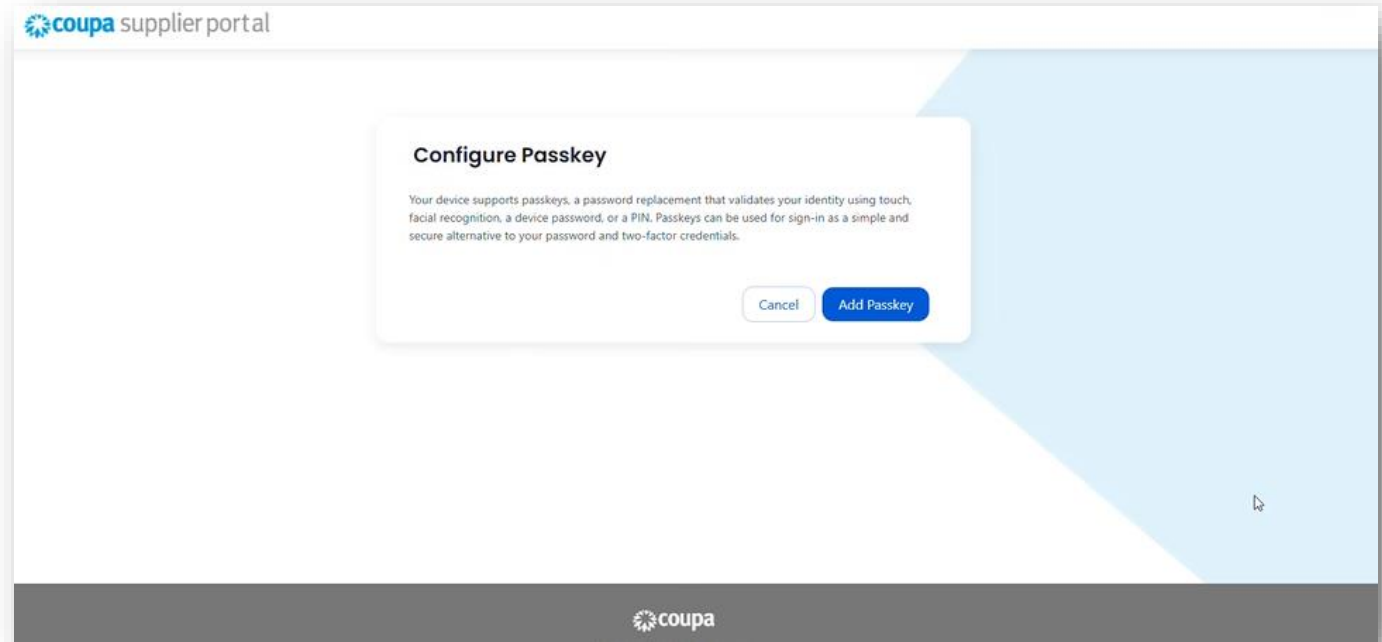 coupa supplier portal
Configure Passkey
Your device supports passkeys, a password replacement that validates your identity using touch,
facial recognition, a device password, or a PIN. Passkeys can be used for sign-in as a simple and
secure alternative to your password and two-factor credentials.
Cancel
Add Passkey
coupa